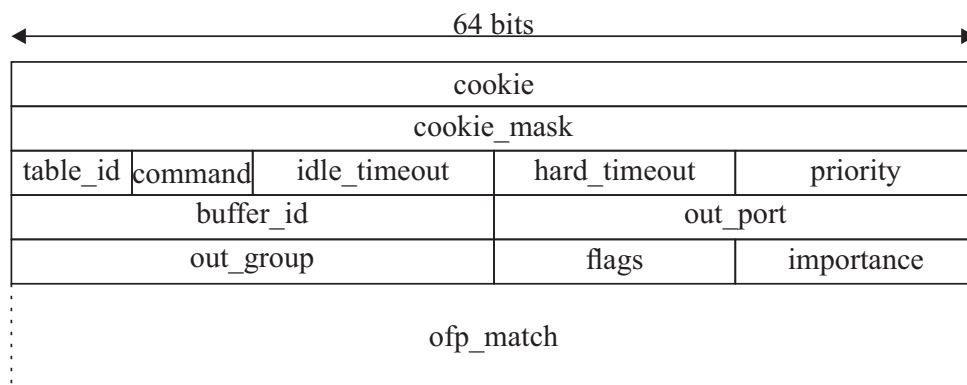 64 bits
cookie
cookie_mask
table_id command idle_timeout hard_timeout priority
buffer_id out_port
out_group flags importance
ofp_match